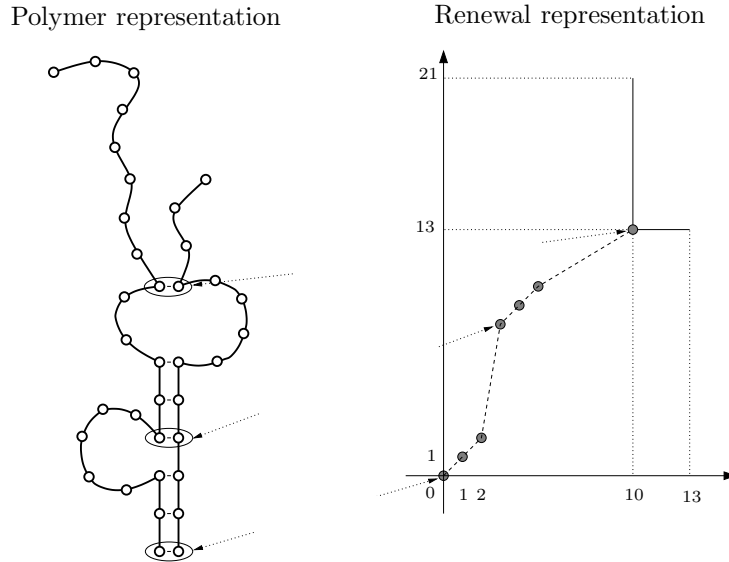 Polymer representation
Renewal representation
21
13
1
0 1 2 10 13